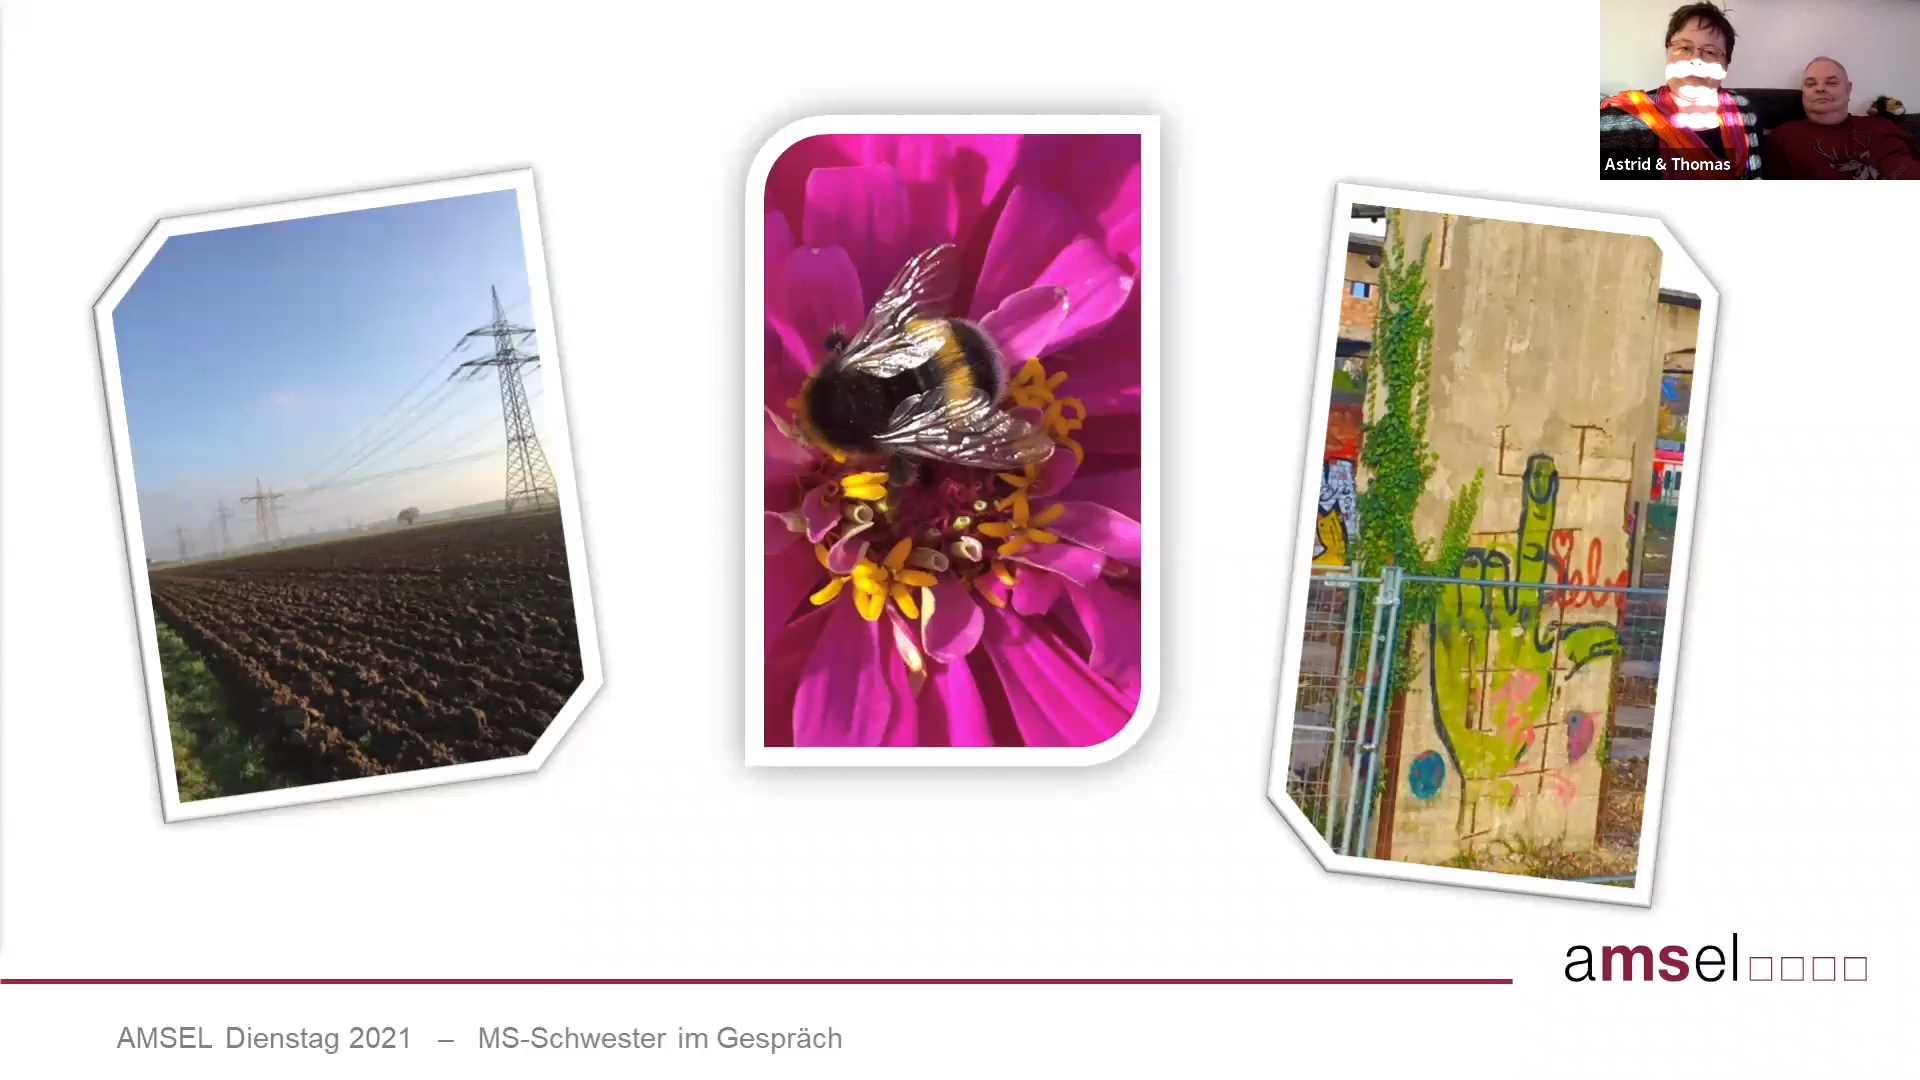 Astrid & Thomas
amsel
AMSEL Dienstag 2021 – MS-Schwester im Gespräch